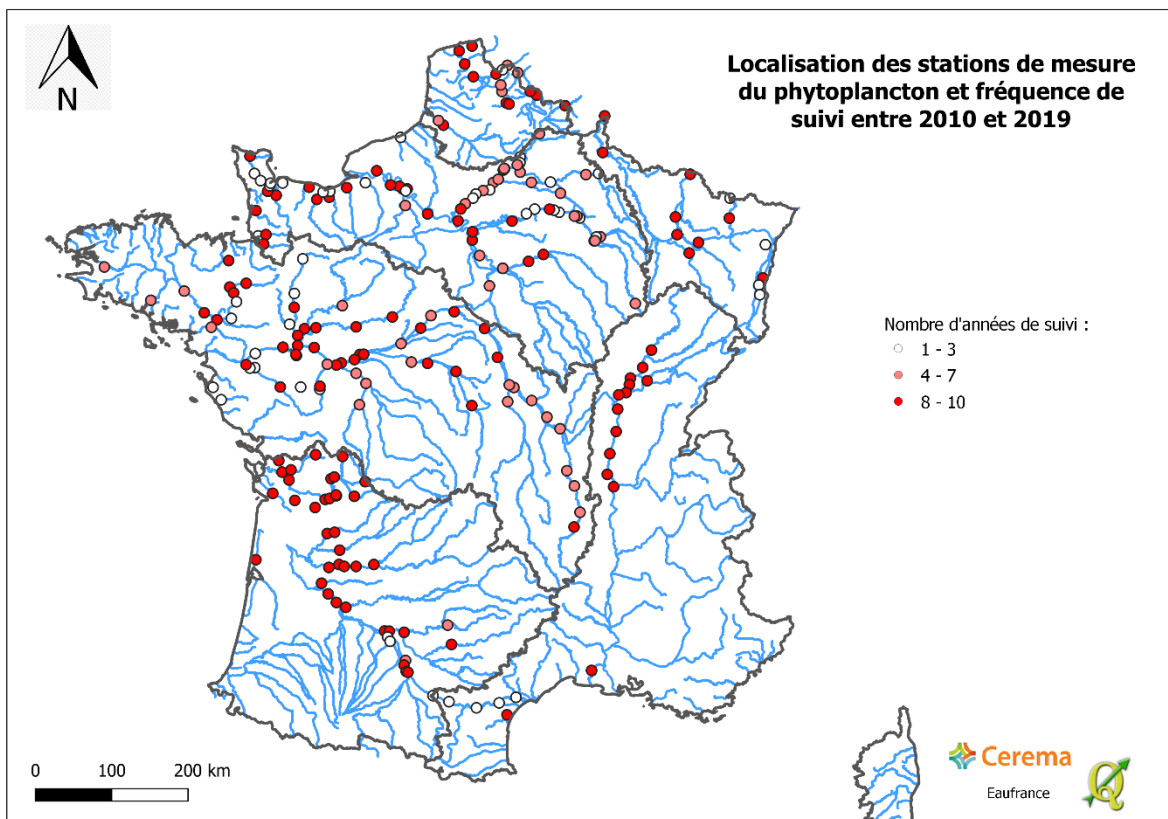 N
Localisation des stations de mesure
du phytoplancton et fréquence de
suivi entre 2010 et 2019
Nombre d'années de suivi :
1 - 3
4 - 7
8 - 10
0 100 200 km
Cerema
Eaufrance